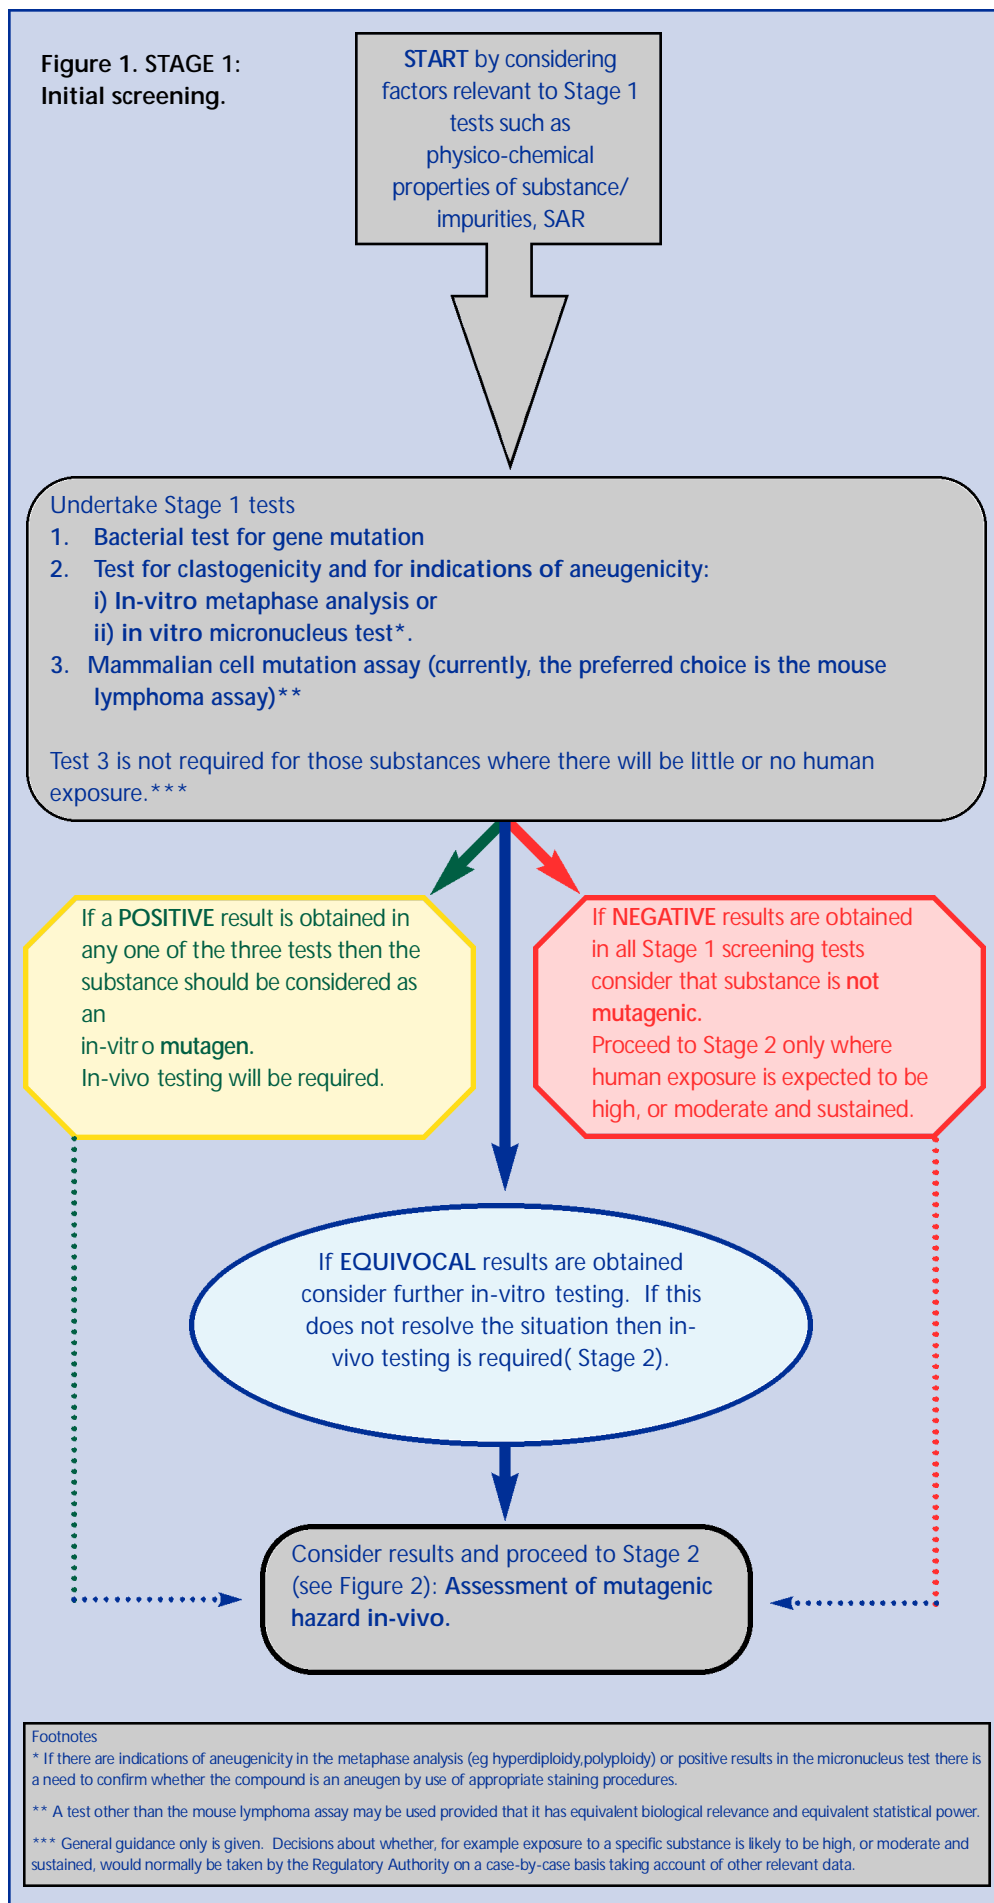 Figure 1. STAGE 1:
Initial screening.
START by considering
factors relevant to Stage 1
tests such as
physico-chemical
properties of substance/
impurities, SAR
Undertake Stage 1 tests
1. Bacterial test for gene mutation
2. Test for clastogenicity and for indications of aneugenicity:
i) In-vitro metaphase analysis or
ii) in vitro micronucleus test*.
3. Mammalian cell mutation assay (currently, the preferred choice is the mouse
lymphoma assay)**
Test 3 is not required for those substances where there will be little or no human
exposure.***
If a POSITIVE result is obtained in
any one of the three tests then the
substance should be considered as
an
in-vitro mutagen.
In-vivo testing will be required.
If NEGATIVE results are obtained
in all Stage 1 screening tests
consider that substance is not
mutagenic.
Proceed to Stage 2 only where
human exposure is expected to be
high, or moderate and sustained.
If EQUIVOCAL results are obtained
consider further in-vitro testing. If this
does not resolve the situation then in-
vivo testing is required( Stage 2).
Consider results and proceed to Stage 2
(see Figure 2): Assessment of mutagenic
hazard in-vivo.
Footnotes
* If there are indications of aneugenicity in the metaphase analysis (eg hyperdiploidy,polyploidy) or positive results in the micronucleus test there is
a need to confirm whether the compound is an aneugen by use of appropriate staining procedures.
** A test other than the mouse lymphoma assay may be used provided that it has equivalent biological relevance and equivalent statistical power.
*** General guidance only is given. Decisions about whether, for example exposure to a specific substance is likely to be high, or moderate and
sustained, would normally be taken by the Regulatory Authority on a case-by-case basis taking account of other relevant data.